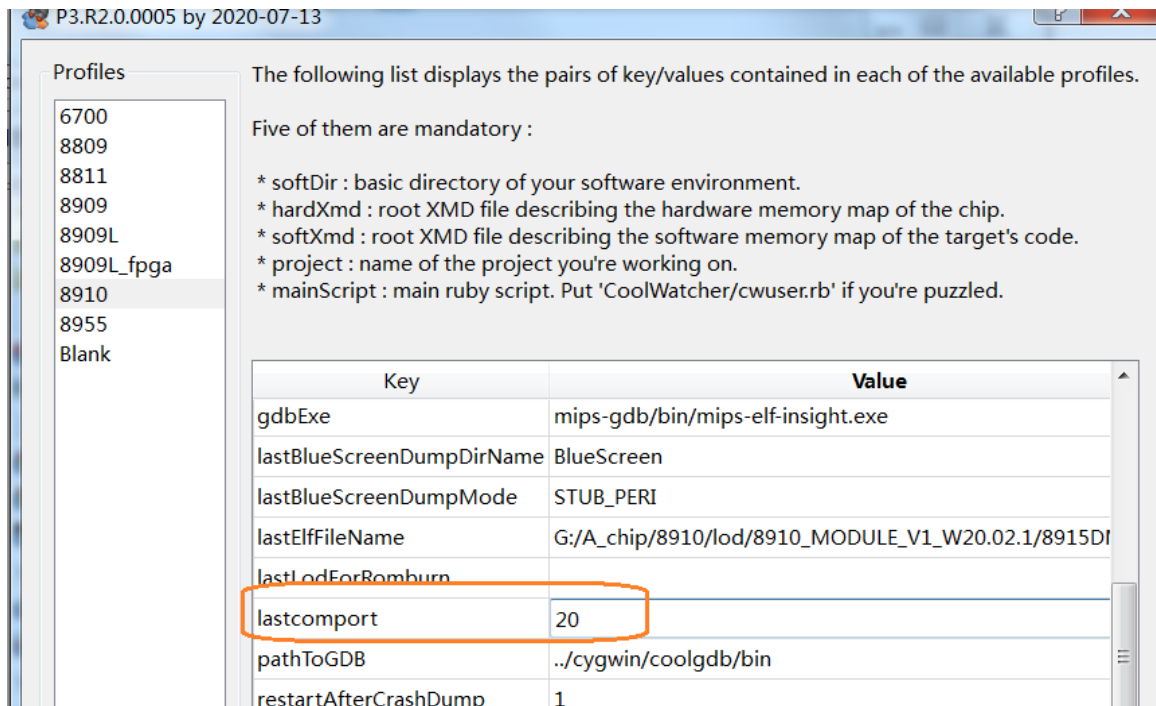 P3.R2.0.0005 by 2020-07-13
Profiles
The following list displays the pairs of key/values contained in each of the available profiles.
6700
Five of them are mandatory :
8809
8811
* softDir : basic directory of your software environment.
8909
* hardXmd : root XMD file describing the hardware memory map of the chip.
8909L
* softXmd : root XMD file describing the software memory map of the target's code.
8909L_fpga
* project : name of the project you're working on.
8910
* mainScript : main ruby script. Put 'CoolWatcher/cwuser.rb' if you're puzzled.
8955
Blank
Key Value
gdbExe mips-gdb/bin/mips-elf-insight.exe
lastBlueScreenDumpDirName BlueScreen
lastBlueScreenDumpMode STUB_PERI
lastElfFileName G:/A_chip/8910/lod/8910_MODULE_V1_W20.02.1/8915DM
lastLodForRomburn
lastcomport 20
pathToGDB ../cygwin/coolgdb/bin
restartAfterCrashDump 1